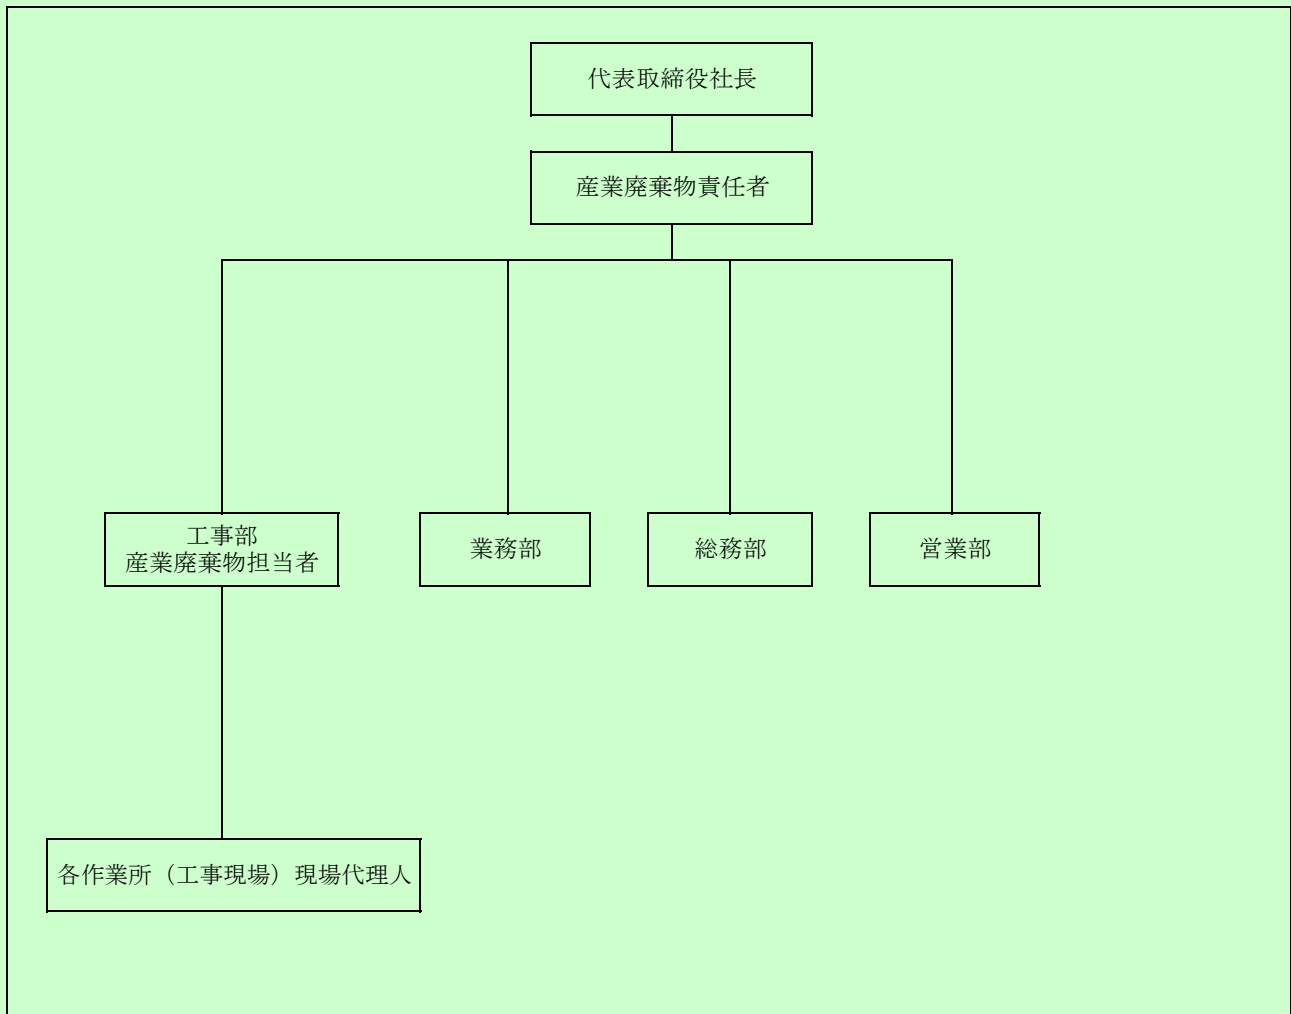 代表取締役社長
産業廃棄物責任者
工事部
産業廃棄物担当者
業務部
総務部
営業部
各作業所（工事現場）現場代理人